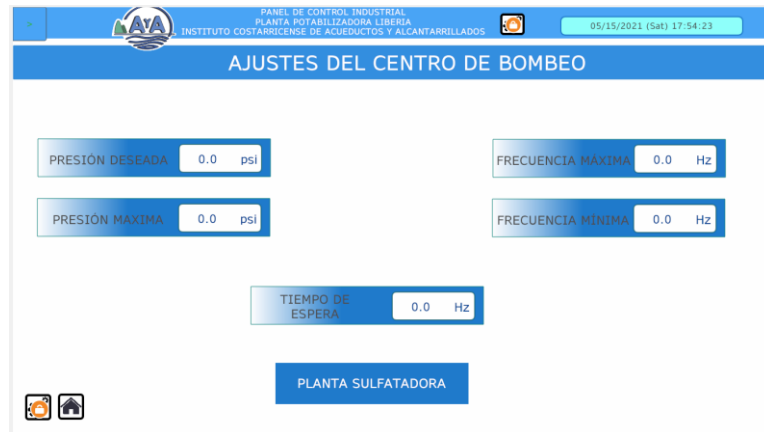 PANEL DE CONTROL INDUSTRIAL
PLANTA POTABILIZADORA LIBERIA
INSTITUTO COSTARRICENSE DE ACUEDUCTOS Y ALCANTARRILLADOS
AyA
05/15/2021 (Sat) 17:54:23
AJUSTES DEL CENTRO DE BOMBEO
PRESIÓN DESEADA 0.0 psi
FRECUENCIA MÁXIMA 0.0 Hz
PRESIÓN MAXIMA 0.0 psi
FRECUENCIA MÍNIMA 0.0 Hz
TIEMPO DE
ESPERA 0.0 Hz
PLANTA SULFATADORA